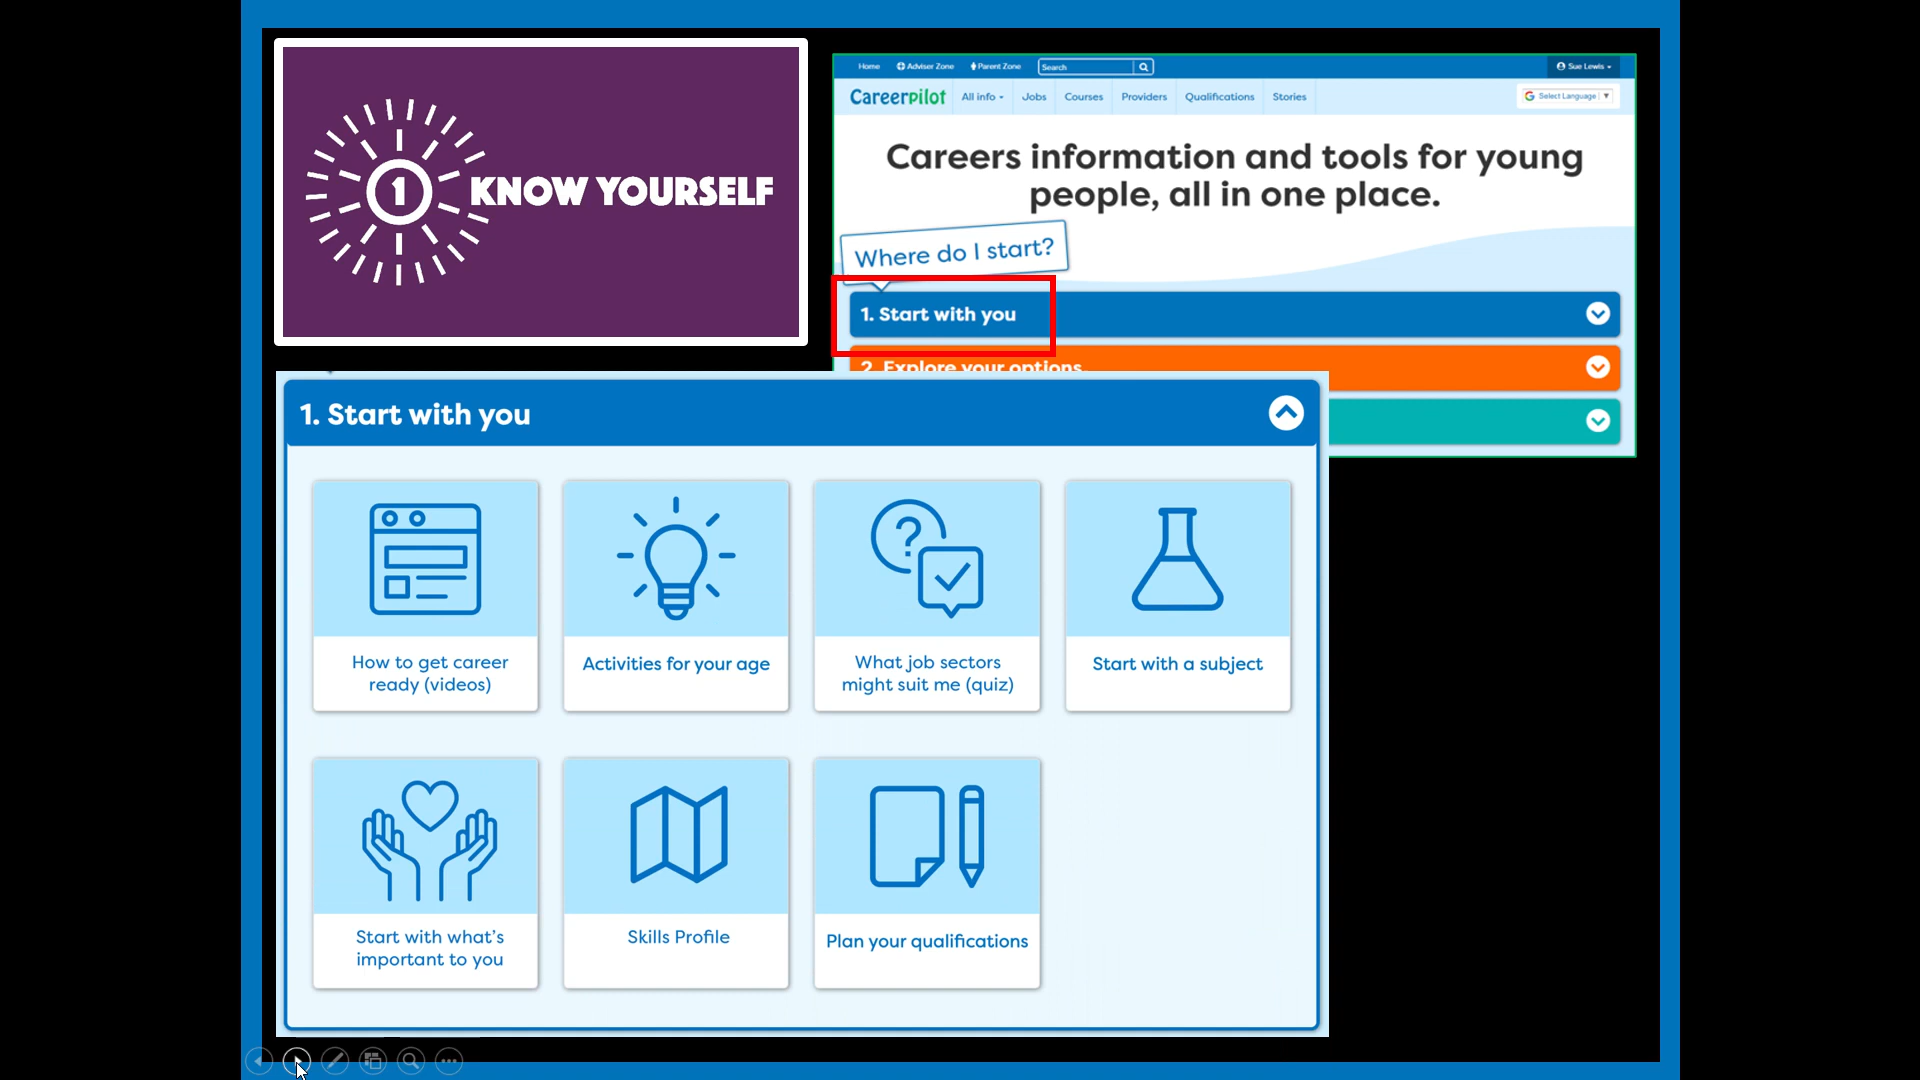 1 KNOW YOURSELF
Home Adviser Zone Parent Zone Search Sue Lewis
Careerpilot All info Jobs Courses Providers Qualifications Stories Select Language
Careers information and tools for young
people, all in one place.
Where do I start?
1. Start with you
2. Explore your options
1. Start with you
How to get career
ready (videos)
Activities for your age
What job sectors
might suit me (quiz)
Start with a subject
Start with what's
important to you
Skills Profile
Plan your qualifications